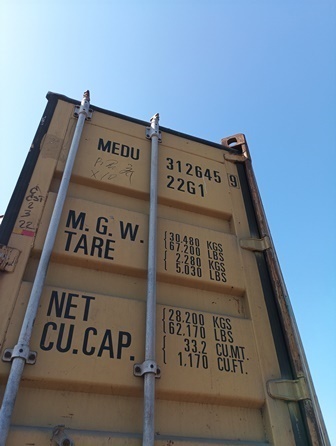 MEDU 312645 9
22G1
M.G.W. 30.480 KGS
67.200 LBS
TARE 2.280 KGS
5.030 LBS
NET 28.200 KGS
62.170 LBS
CU.CAP. 33.2 CU.MT.
1.170 CU.FT.